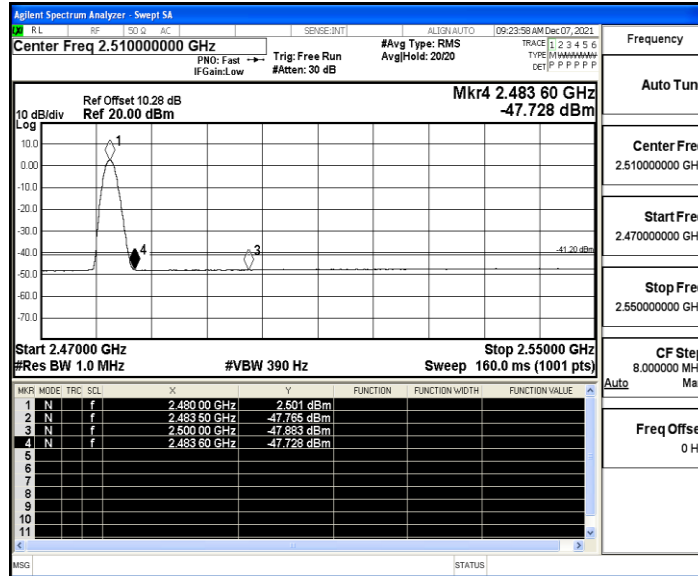 Agilent Spectrum Analyzer - Swept SA
RL RF 50 Ω AC SENSE:INT ALIGN AUTO 09:23:58 AM Dec 07, 2021
Center Freq 2.510000000 GHz
PNO: Fast Trig: Free Run
IFGain:Low #Atten: 30 dB
#Avg Type: RMS
Avg|Hold: 20/20
TRACE 1 2 3 4 5 6
TYPE M
DET P P P P P P
Frequency
Ref Offset 10.28 dB
10 dB/div Ref 20.00 dBm
Log
Mkr4 2.483 60 GHz
-47.728 dBm
10.0
0.00
-10.0
-20.0
-30.0
-40.0
-50.0
-60.0
-70.0
1
4
3
-41.20 dBm
Start 2.47000 GHz Stop 2.55000 GHz
#Res BW 1.0 MHz #VBW 390 Hz Sweep 160.0 ms (1001 pts)
MKR MODE TRC SCL X Y FUNCTION FUNCTION WIDTH FUNCTION VALUE
1 N f 2.480 00 GHz 2.501 dBm
2 N f 2.483 50 GHz -47.765 dBm
3 N f 2.500 00 GHz -47.883 dBm
4 N f 2.483 60 GHz -47.728 dBm
5
6
7
8
9
10
11
MSG STATUS
Auto Tun
Center Fre
2.510000000 GH
Start Fre
2.470000000 GH
Stop Fre
2.550000000 GH
CF Step
8.000000 MH
Auto Ma
Freq Offse
0 H